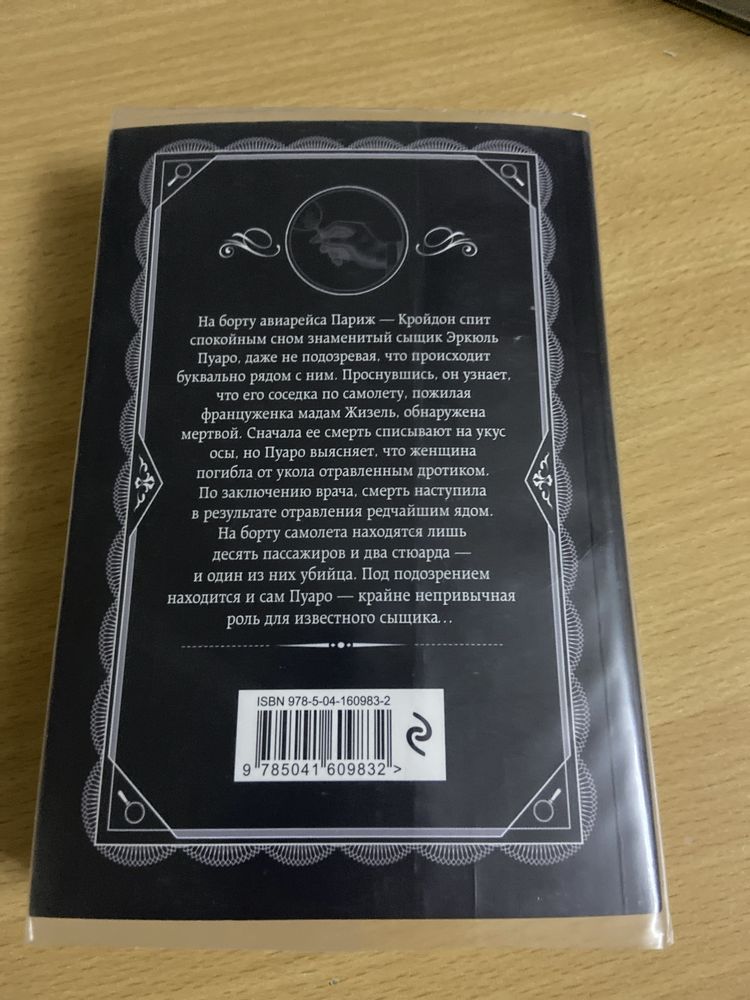 На борту авиарейса Париж — Кройдон спит
спокойным сном знаменитый сыщик Эркюль
Пуаро, даже не подозревая, что происходит
буквально рядом с ним. Проснувшись, он узнает,
что его соседка по самолету, пожилая
француженка мадам Жизель, обнаружена
мертвой. Сначала ее смерть списывают на укус
осы, но Пуаро выясняет, что женщина
погибла от укола отравленным дротиком.
По заключению врача, смерть наступила
в результате отравления редчайшим ядом.
На борту самолета находятся лишь
десять пассажиров и два стюарда —
и один из них убийца. Под подозрением
находится и сам Пуаро — крайне непривычная
роль для известного сыщика...
ISBN 978-5-04-160983-2
9 785041 609832 >